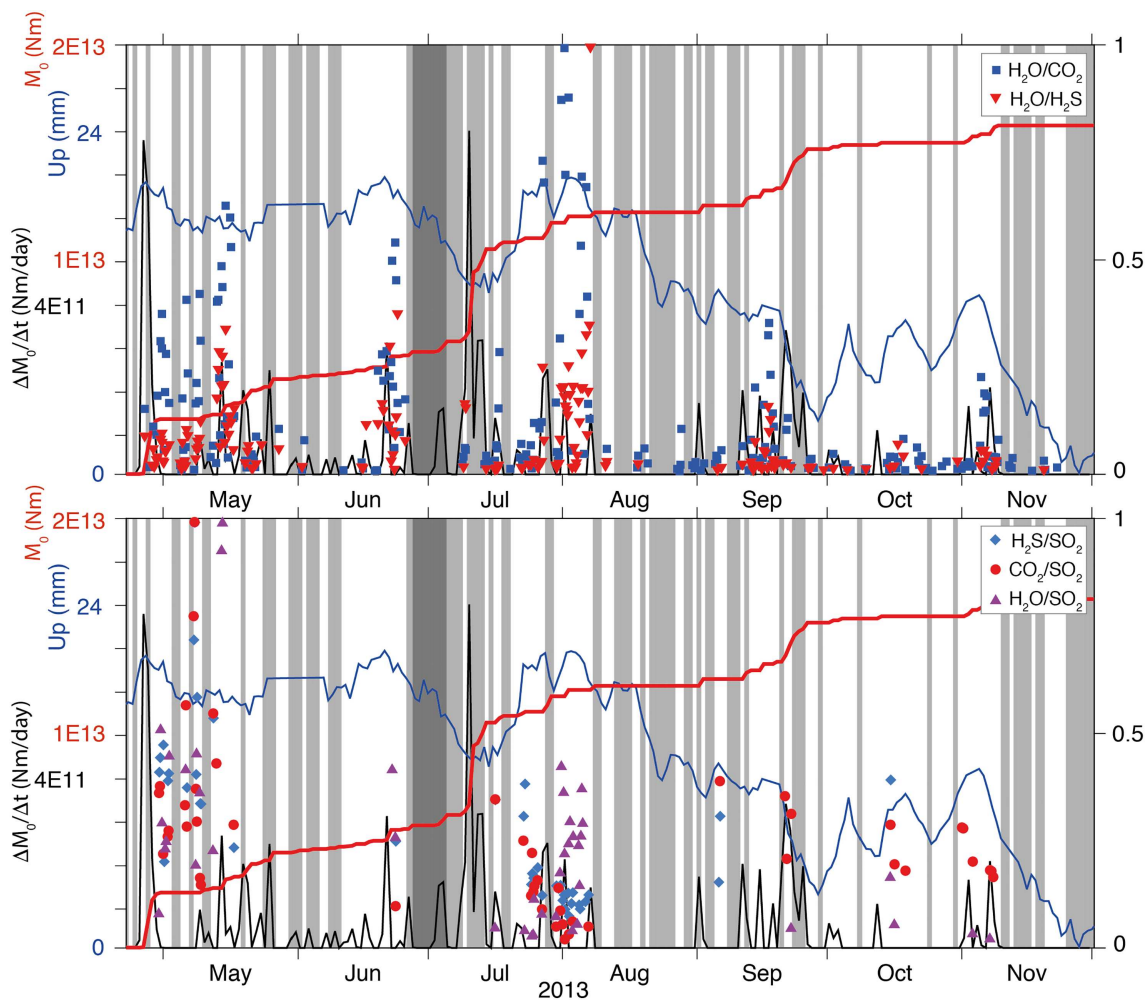 M₀ (Nm)
Up (mm)
ΔM₀/Δt (Nm/day)
2E13
24
1E13
4E11
0
1
0.5
0
H₂O/CO₂
H₂O/H₂S
May Jun Jul Aug Sep Oct Nov
M₀ (Nm)
Up (mm)
ΔM₀/Δt (Nm/day)
2E13
24
1E13
4E11
0
1
0.5
0
H₂S/SO₂
CO₂/SO₂
H₂O/SO₂
May Jun Jul Aug Sep Oct Nov
2013